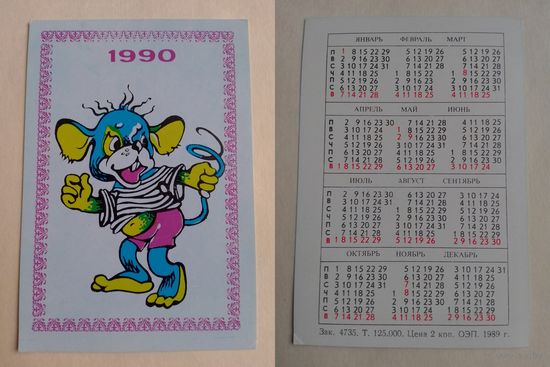 1990
ЯНВАРЬ ФЕВРАЛЬ МАРТ
П 1 8 15 22 29 5 12 19 26 5 12 19 26
В 2 9 16 23 30 6 13 20 27 6 13 20 27
С 3 10 17 24 31 7 14 21 28 7 14 21 28
Ч 4 11 18 25 1 8 15 22 1 8 15 22 29
П 5 12 19 26 2 9 16 23 2 9 16 23 30
С 6 13 20 27 3 10 17 24 3 10 17 24 31
В 7 14 21 28 4 11 18 25 4 11 18 25
АПРЕЛЬ МАЙ ИЮНЬ
П 2 9 16 23 30 7 14 21 28 4 11 18 25
В 3 10 17 24 1 8 15 22 29 5 12 19 26
С 4 11 18 25 2 9 16 23 30 6 13 20 27
Ч 5 12 19 26 3 10 17 24 31 7 14 21 28
П 6 13 20 27 4 11 18 25 1 8 15 22 29
С 7 14 21 28 5 12 19 26 2 9 16 23 30
В 1 8 15 22 29 6 13 20 27 3 10 17 24
ИЮЛЬ АВГУСТ СЕНТЯБРЬ
П 2 9 16 23 30 6 13 20 27 3 10 17 24
В 3 10 17 24 31 7 14 21 28 4 11 18 25
С 4 11 18 25 1 8 15 22 29 5 12 19 26
Ч 5 12 19 26 2 9 16 23 30 6 13 20 27
П 6 13 20 27 3 10 17 24 31 7 14 21 28
С 7 14 21 28 4 11 18 25 1 8 15 22 29
В 1 8 15 22 29 5 12 19 26 2 9 16 23 30
ОКТЯБРЬ НОЯБРЬ ДЕКАБРЬ
П 1 8 15 22 29 5 12 19 26 3 10 17 24 31
В 2 9 16 23 30 6 13 20 27 4 11 18 25
С 3 10 17 24 31 7 14 21 28 5 12 19 26
Ч 4 11 18 25 1 8 15 22 29 6 13 20 27
П 5 12 19 26 2 9 16 23 30 7 14 21 28
С 6 13 20 27 3 10 17 24 1 8 15 22 29
В 7 14 21 28 4 11 18 25 2 9 16 23 30
Зак. 4735. Т. 125.000. Цена 2 коп. ОЭП. 1989 г.